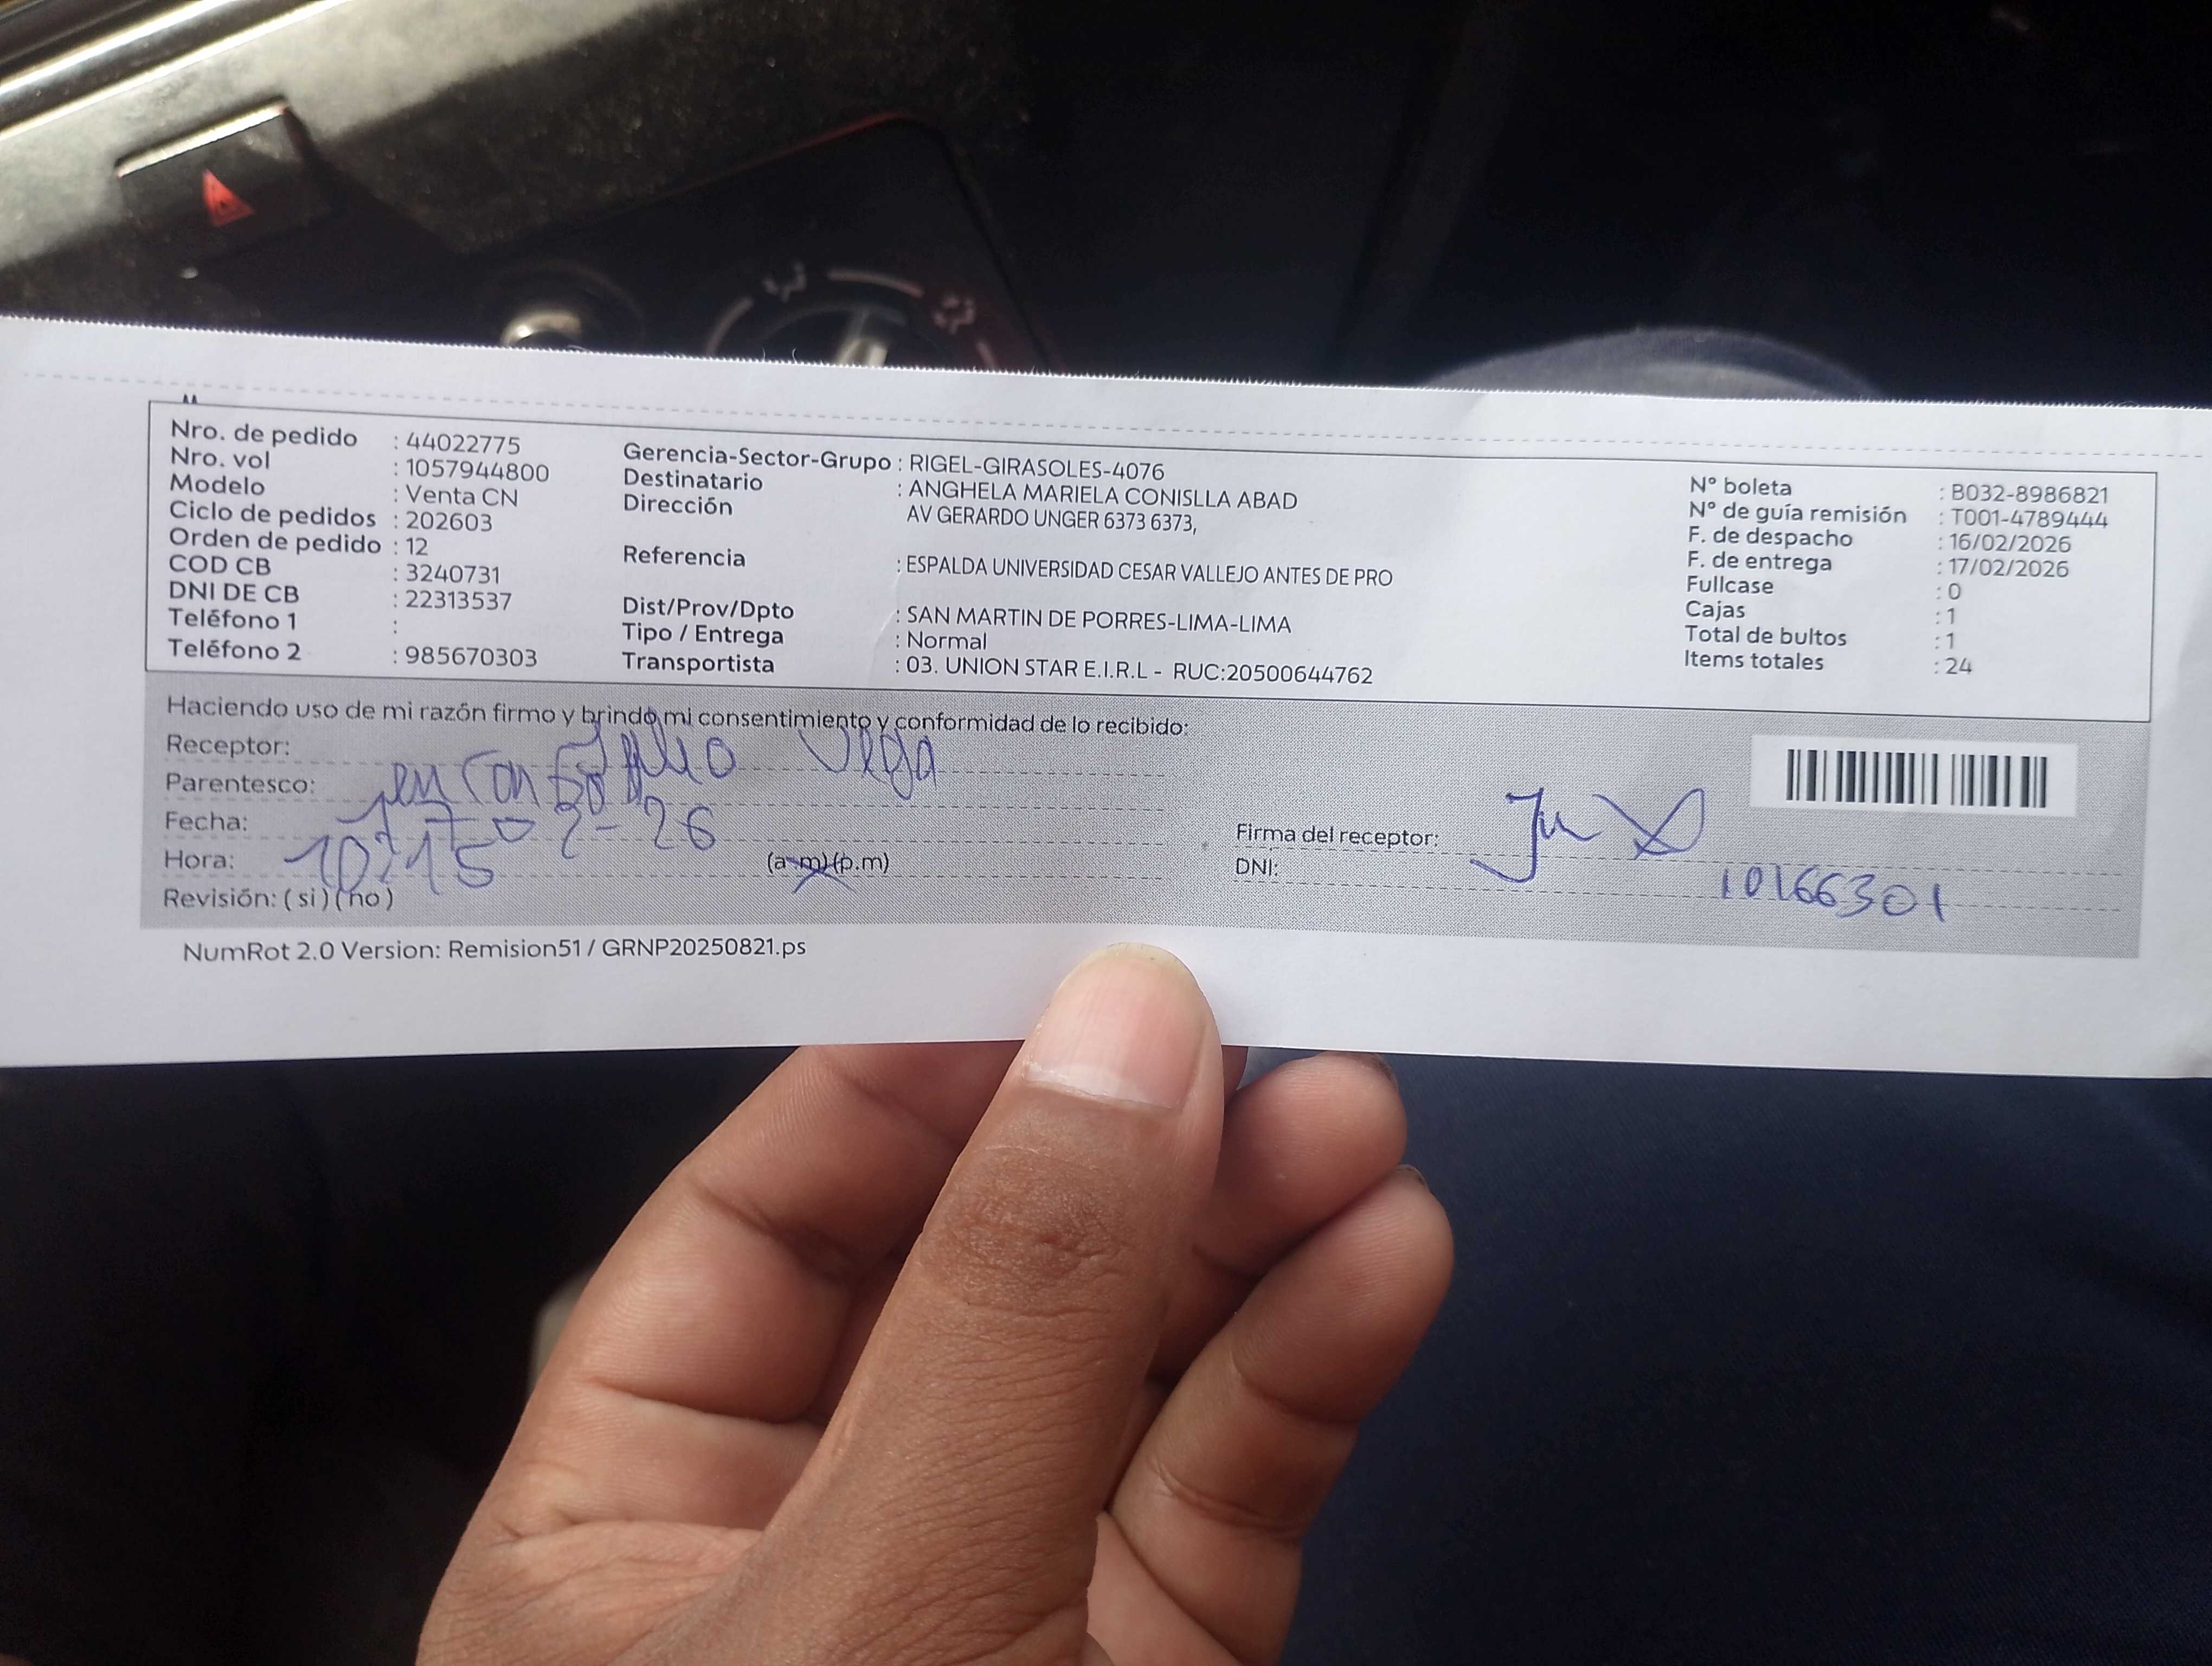 Nro. de pedido : 44022775
Nro. vol : 1057944800
Modelo : Venta CN
Ciclo de pedidos : 202603
Orden de pedido : 12
COD CB : 3240731
DNI DE CB : 22313537
Teléfono 1 :
Teléfono 2 : 985670303
Gerencia-Sector-Grupo : RIGEL-GIRASOLES-4076
Destinatario : ANGHELA MARIELA CONISLLA ABAD
Dirección AV GERARDO UNGER 6373 6373,
Referencia : ESPALDA UNIVERSIDAD CESAR VALLEJO ANTES DE PRO
Dist/Prov/Dpto : SAN MARTIN DE PORRES-LIMA-LIMA
Tipo / Entrega : Normal
Transportista : 03. UNION STAR E.I.R.L - RUC:20500644762
N° boleta : B032-8986821
N° de guía remisión : T001-4789444
F. de despacho : 16/02/2026
F. de entrega : 17/02/2026
Fullcase : 0
Cajas : 1
Total de bultos : 1
Items totales : 24
Haciendo uso de mi razón firmo y brindo mi consentimiento y conformidad de lo recibido:
Receptor: Julio Vega
Parentesco:
Fecha: 17-02-26
Hora: 10:15 (a.m)(p.m)
Revisión: ( si ) ( no )
Firma del receptor:
DNI: 10166301
NumRot 2.0 Version: Remision51 / GRNP20250821.ps